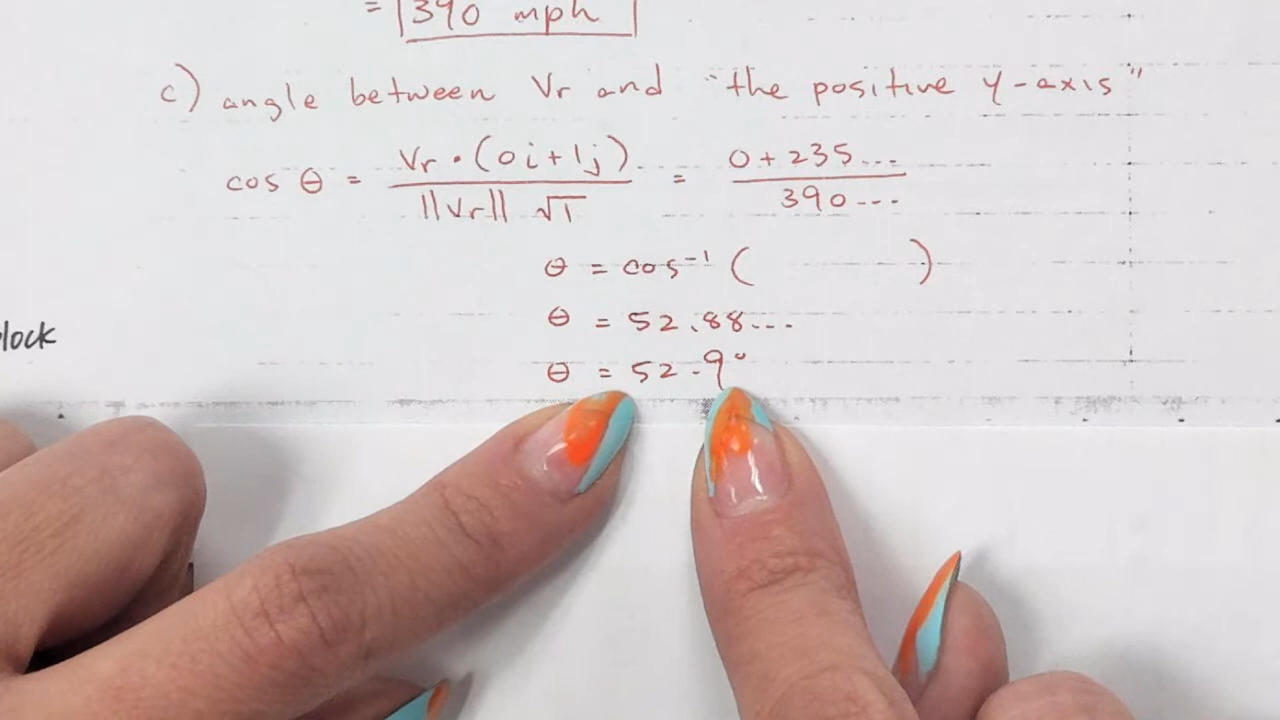 = 390 mph
c) angle between Vr and "the positive y-axis"
cos θ = Vr • (0i+1j) / ||Vr|| √1 = 0+235... / 390---
θ = cos⁻¹ ( )
θ = 52.88...
lock
θ = 52.9°